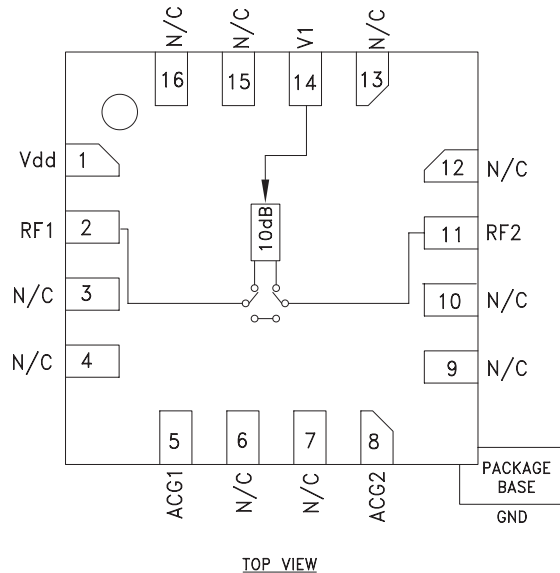 N/C
N/C
V1
N/C
16
15
14
13
Vdd
1
12
N/C
RF1
2
10dB
11
RF2
N/C
3
10
N/C
N/C
4
9
N/C
5
6
7
8
ACG1
N/C
N/C
ACG2
PACKAGE
BASE
GND
TOP VIEW